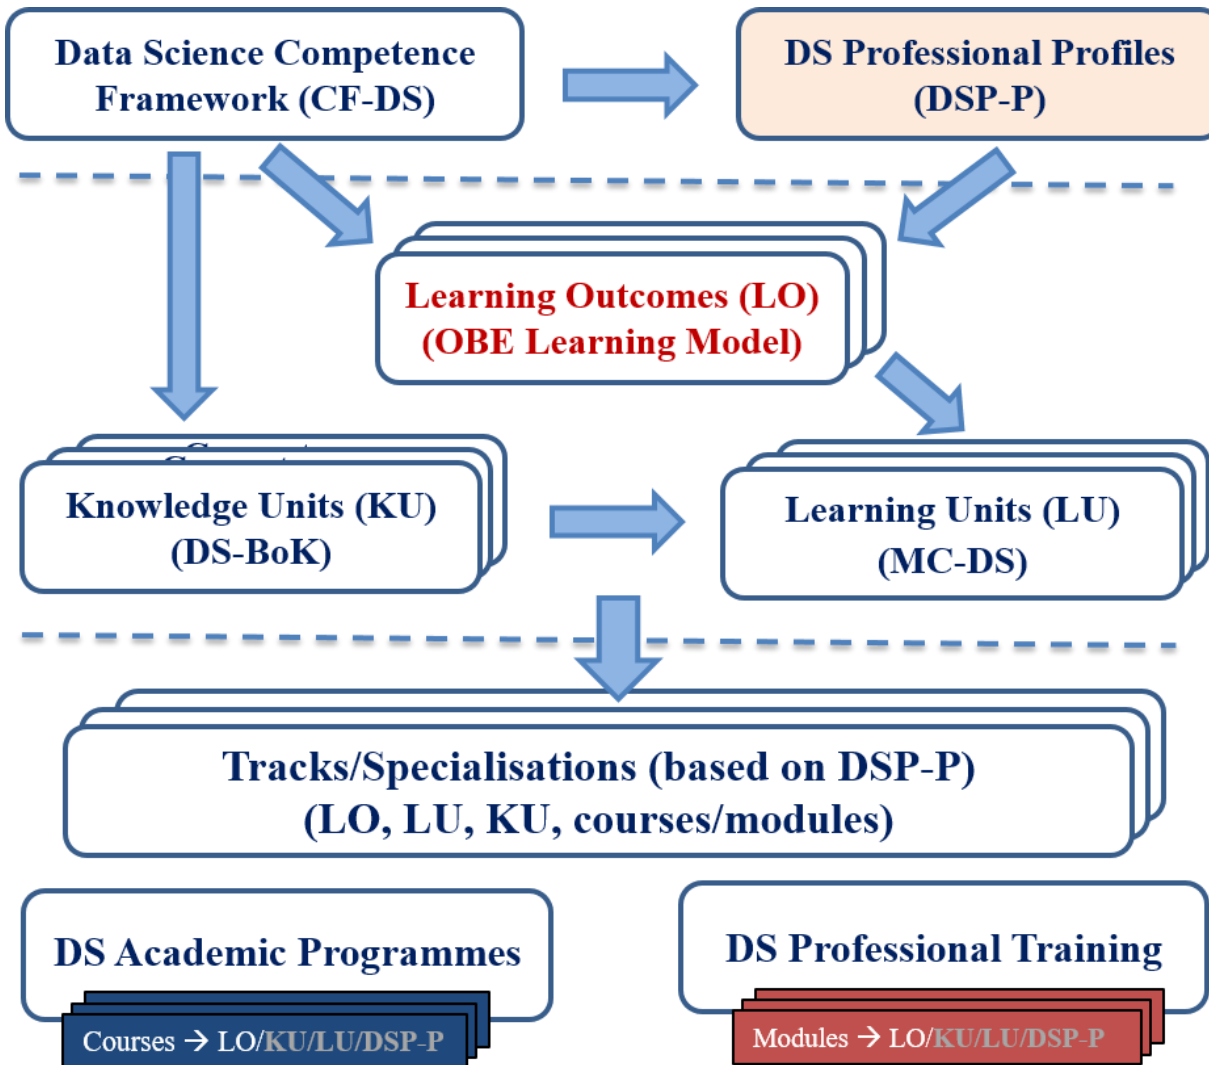 Data Science Competence
Framework (CF-DS)
DS Professional Profiles
(DSP-P)
Learning Outcomes (LO)
(OBE Learning Model)
Knowledge Units (KU)
(DS-BoK)
Learning Units (LU)
(MC-DS)
Tracks/Specialisations (based on DSP-P)
(LO, LU, KU, courses/modules)
DS Academic Programmes
Courses → LO/KU/LU/DSP-P
DS Professional Training
Modules → LO/KU/LU/DSP-P